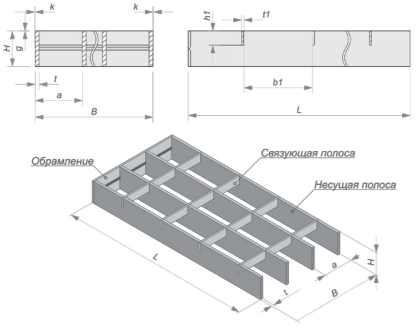 k
k
h1
t1
H
g
t
a
b1
B
L
Обрамление
Связующая полоса
Несущая полоса
L
t
a
H
B